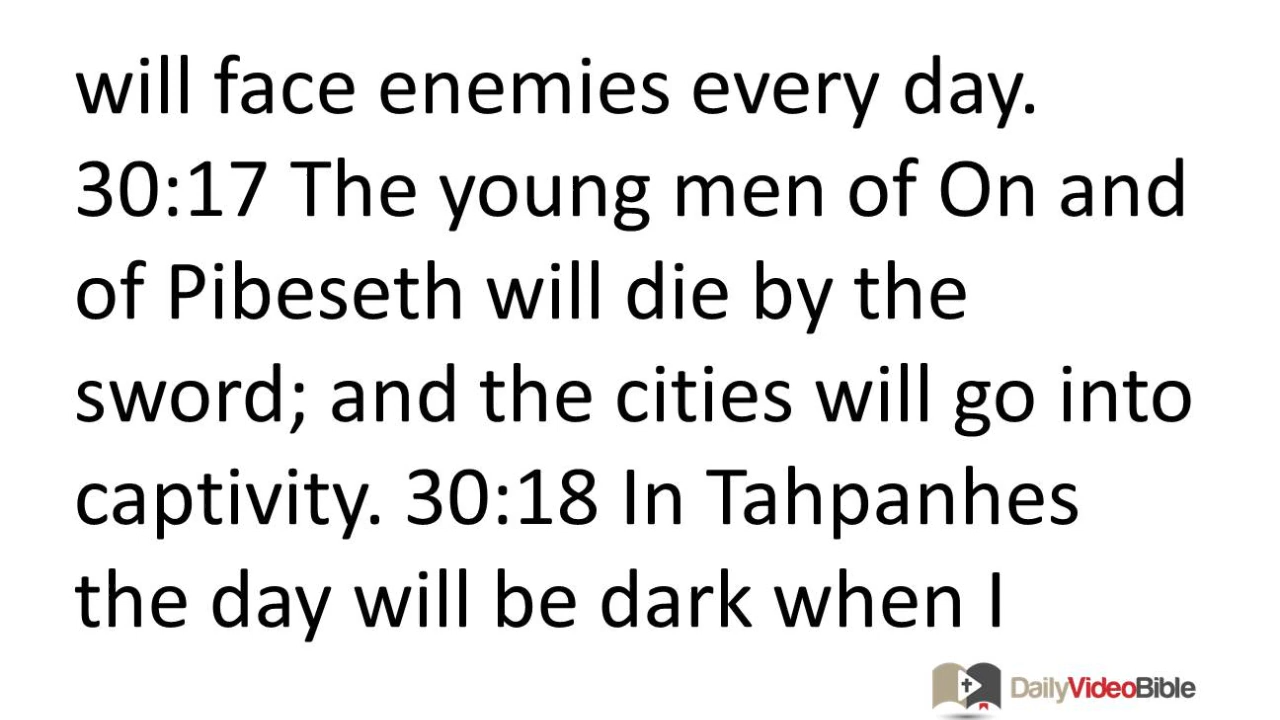 will face enemies every day.
30:17 The young men of On and
of Pibeseth will die by the
sword; and the cities will go into
captivity. 30:18 In Tahpanhes
the day will be dark when I
DailyVideoBible